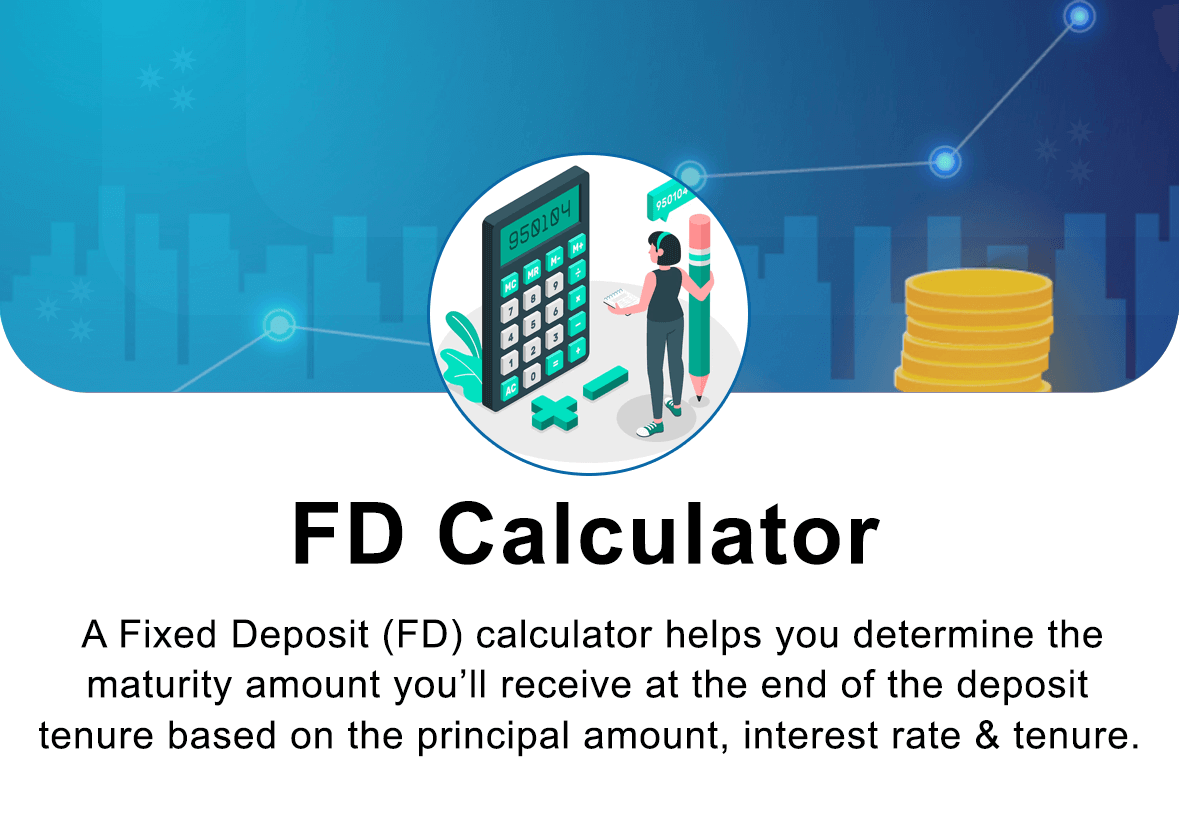 950104
950104
MC MR M- M+
7 8 9 ÷
4 5 6 ×
1 2 3 −
AC 0 = +
FD Calculator
A Fixed Deposit (FD) calculator helps you determine the
maturity amount you’ll receive at the end of the deposit
tenure based on the principal amount, interest rate & tenure.